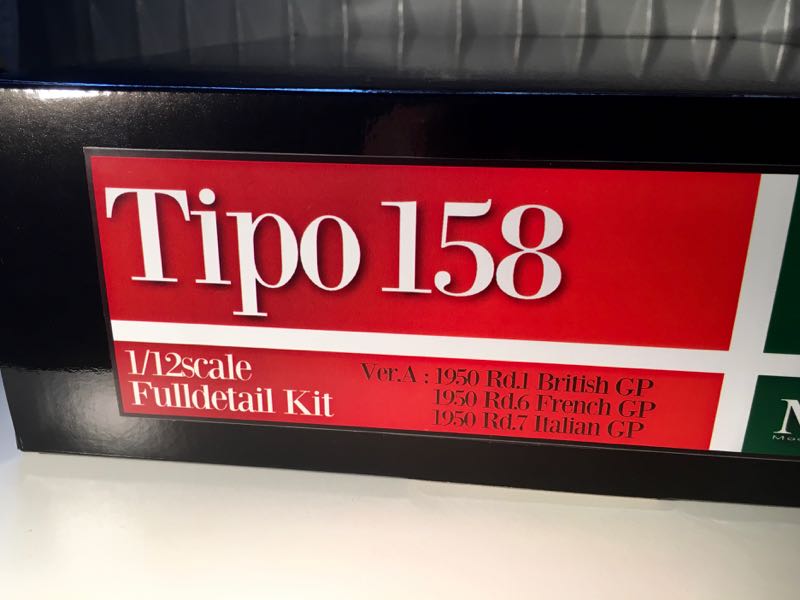 Tipo 158
1/12scale
Fulldetail Kit
Ver.A : 1950 Rd.1 British GP
1950 Rd.6 French GP
1950 Rd.7 Italian GP